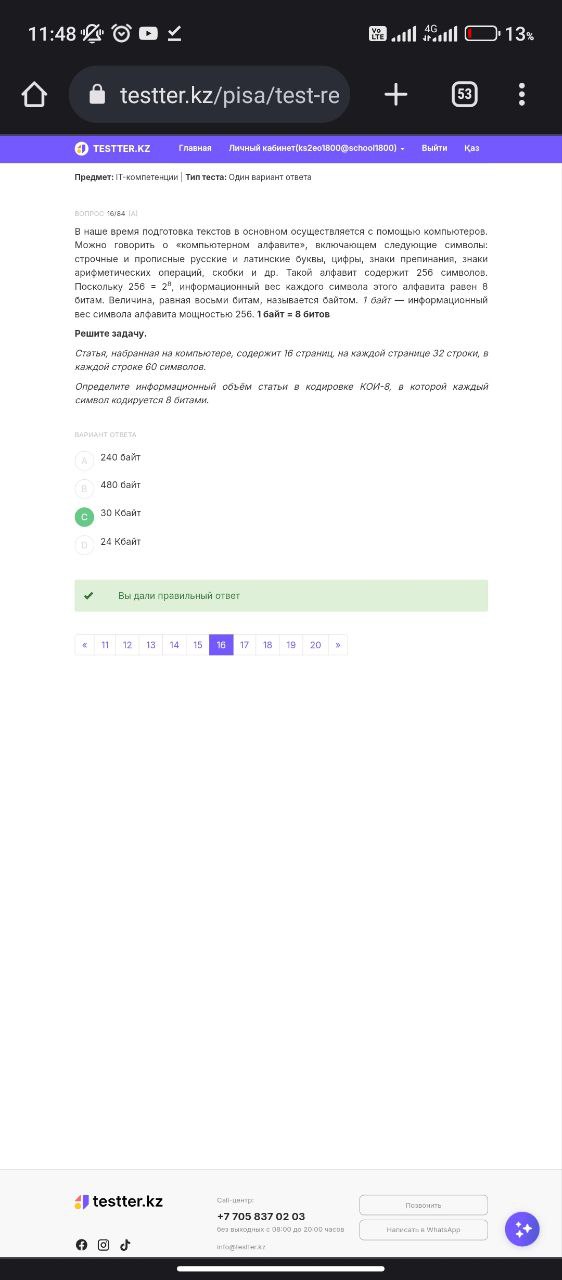 11:48
Vo LTE 4G 13%
testter.kz/pisa/test-re
53
TESTTER.KZ Главная Личный кабинет(ks2eo1800@school1800) Выйти Қаз
Предмет: IT-компетенции | Тип теста: Один вариант ответа
ВОПРОС 16/84 (A)
В наше время подготовка текстов в основном осуществляется с помощью компьютеров.
Можно говорить о «компьютерном алфавите», включающем следующие символы:
строчные и прописные русские и латинские буквы, цифры, знаки препинания, знаки
арифметических операций, скобки и др. Такой алфавит содержит 256 символов.
Поскольку 256 = 2⁸, информационный вес каждого символа этого алфавита равен 8
битам. Величина, равная восьми битам, называется байтом. 1 байт — информационный
вес символа алфавита мощностью 256. 1 байт = 8 битов
Решите задачу.
Статья, набранная на компьютере, содержит 16 страниц, на каждой странице 32 строки, в
каждой строке 60 символов.
Определите информационный объём статьи в кодировке КОИ-8, в которой каждый
символ кодируется 8 битами.
ВАРИАНТ ОТВЕТА
A 240 байт
B 480 байт
C 30 Кбайт
D 24 Кбайт
Вы дали правильный ответ
« 11 12 13 14 15 16 17 18 19 20 »
testter.kz
Call-центр:
+7 705 837 02 03
без выходных с 08:00 до 20:00 часов
info@testter.kz
Позвонить
Написать в WhatsApp